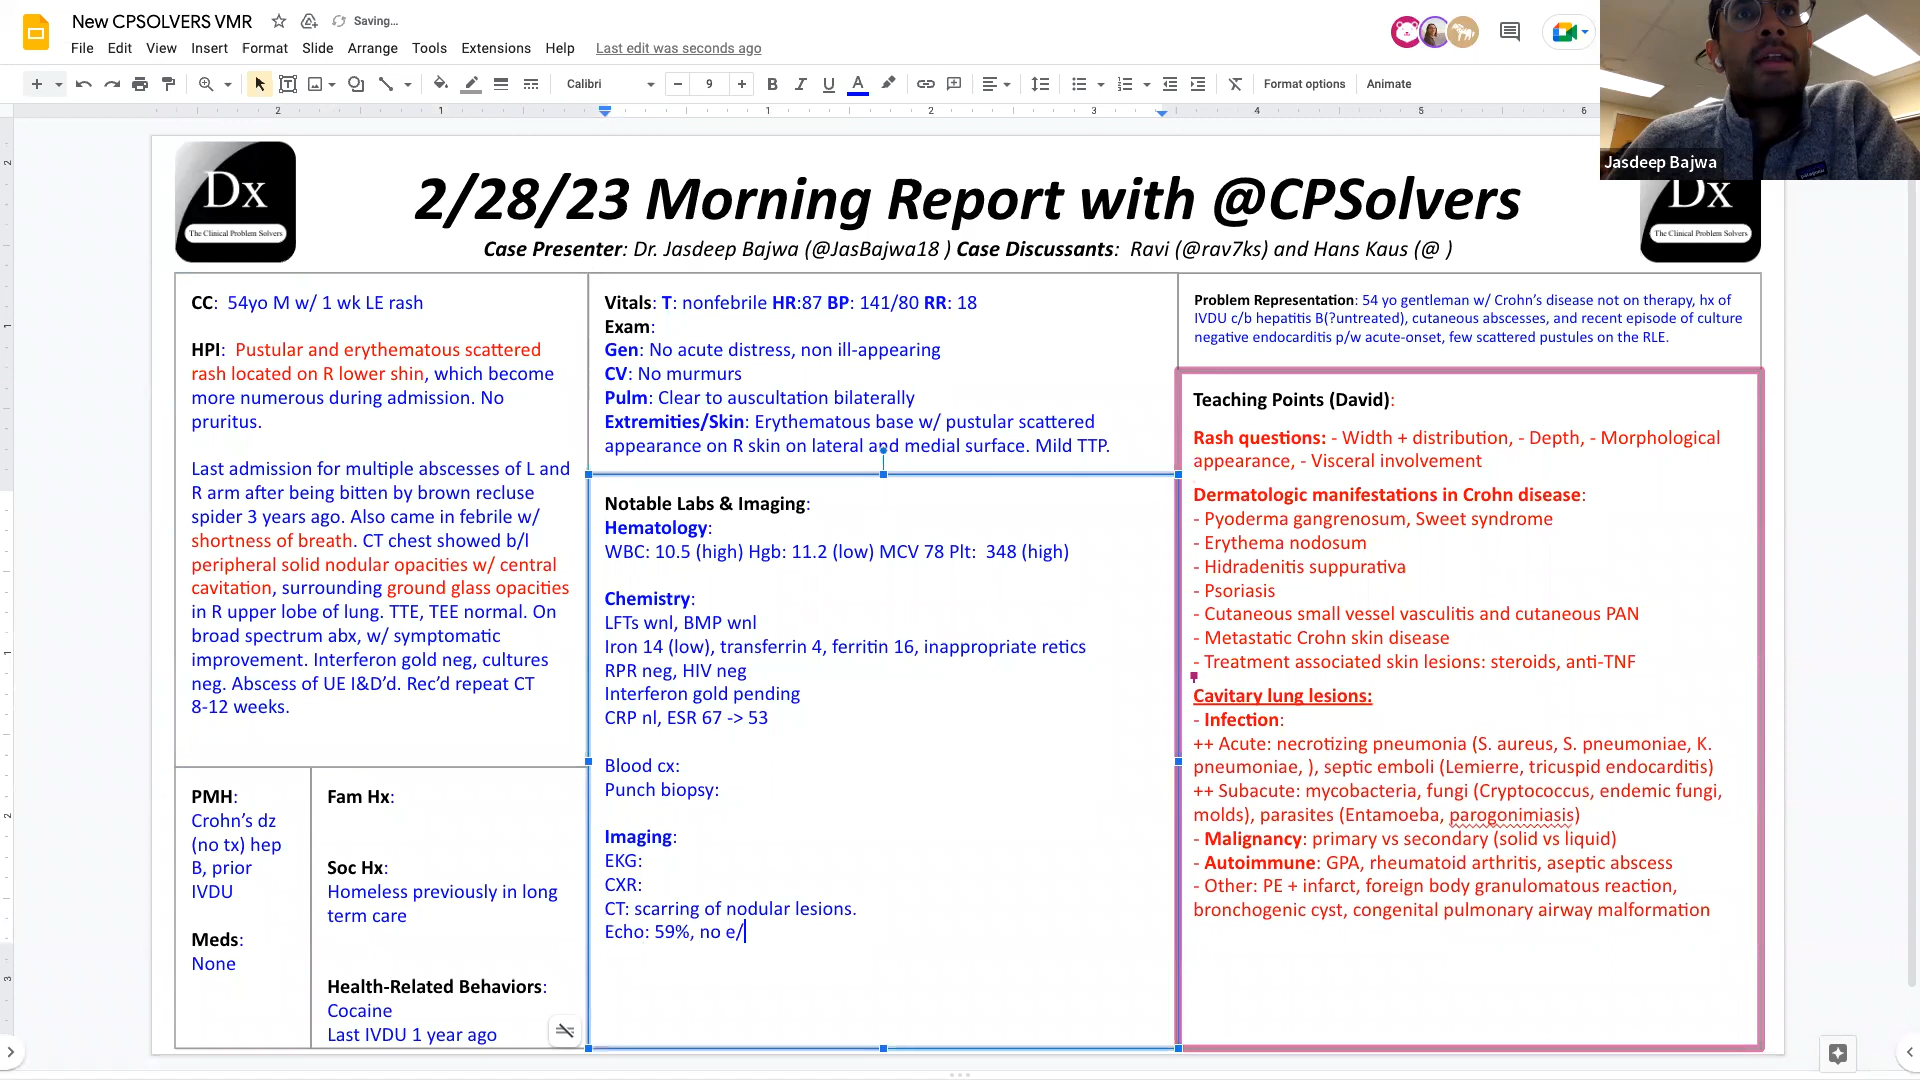 New CPSOLVERS VMR
Saving…
File Edit View Insert Format Slide Arrange Tools Extensions Help Last edit was seconds ago
Calibri
9
Format options
Animate
2 1 1 2 3 4 5 6
Jasdeep Bajwa
Dx
The Clinical Problem Solvers
2/28/23 Morning Report with @CPSolvers
Case Presenter: Dr. Jasdeep Bajwa (@JasBajwa18 ) Case Discussants: Ravi (@rav7ks) and Hans Kaus (@ )
Dx
The Clinical Problem Solvers
CC: 54yo M w/ 1 wk LE rash
HPI: Pustular and erythematous scattered
rash located on R lower shin, which become
more numerous during admission. No
pruritus.
Last admission for multiple abscesses of L and
R arm after being bitten by brown recluse
spider 3 years ago. Also came in febrile w/
shortness of breath. CT chest showed b/l
peripheral solid nodular opacities w/ central
cavitation, surrounding ground glass opacities
in R upper lobe of lung. TTE, TEE normal. On
broad spectrum abx, w/ symptomatic
improvement. Interferon gold neg, cultures
neg. Abscess of UE I&D'd. Rec'd repeat CT
8-12 weeks.
PMH:
Crohn's dz
(no tx) hep
B, prior
IVDU
Meds:
None
Fam Hx:
Soc Hx:
Homeless previously in long
term care
Health-Related Behaviors:
Cocaine
Last IVDU 1 year ago
Vitals: T: nonfebrile HR:87 BP: 141/80 RR: 18
Exam:
Gen: No acute distress, non ill-appearing
CV: No murmurs
Pulm: Clear to auscultation bilaterally
Extremities/Skin: Erythematous base w/ pustular scattered
appearance on R skin on lateral and medial surface. Mild TTP.
Notable Labs & Imaging:
Hematology:
WBC: 10.5 (high) Hgb: 11.2 (low) MCV 78 Plt: 348 (high)
Chemistry:
LFTs wnl, BMP wnl
Iron 14 (low), transferrin 4, ferritin 16, inappropriate retics
RPR neg, HIV neg
Interferon gold pending
CRP nl, ESR 67 -> 53
Blood cx:
Punch biopsy:
Imaging:
EKG:
CXR:
CT: scarring of nodular lesions.
Echo: 59%, no e/
Problem Representation: 54 yo gentleman w/ Crohn's disease not on therapy, hx of
IVDU c/b hepatitis B(?untreated), cutaneous abscesses, and recent episode of culture
negative endocarditis p/w acute-onset, few scattered pustules on the RLE.
Teaching Points (David):
Rash questions: - Width + distribution, - Depth, - Morphological
appearance, - Visceral involvement
Dermatologic manifestations in Crohn disease:
- Pyoderma gangrenosum, Sweet syndrome
- Erythema nodosum
- Hidradenitis suppurativa
- Psoriasis
- Cutaneous small vessel vasculitis and cutaneous PAN
- Metastatic Crohn skin disease
- Treatment associated skin lesions: steroids, anti-TNF
Cavitary lung lesions:
- Infection:
++ Acute: necrotizing pneumonia (S. aureus, S. pneumoniae, K.
pneumoniae, ), septic emboli (Lemierre, tricuspid endocarditis)
++ Subacute: mycobacteria, fungi (Cryptococcus, endemic fungi,
molds), parasites (Entamoeba, parogonimiasis)
- Malignancy: primary vs secondary (solid vs liquid)
- Autoimmune: GPA, rheumatoid arthritis, aseptic abscess
- Other: PE + infarct, foreign body granulomatous reaction,
bronchogenic cyst, congenital pulmonary airway malformation